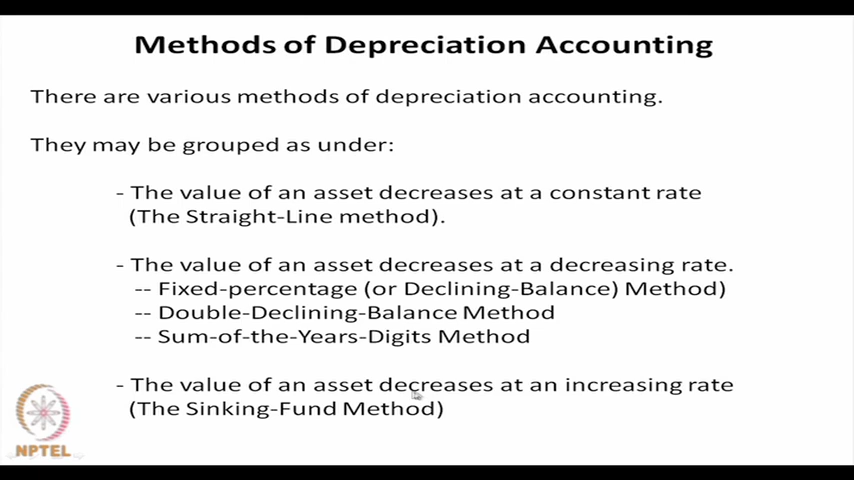 Methods of Depreciation Accounting
There are various methods of depreciation accounting.
They may be grouped as under:
- The value of an asset decreases at a constant rate
(The Straight-Line method).
- The value of an asset decreases at a decreasing rate.
-- Fixed-percentage (or Declining-Balance) Method)
-- Double-Declining-Balance Method
-- Sum-of-the-Years-Digits Method
- The value of an asset decreases at an increasing rate
(The Sinking-Fund Method)
NPTEL